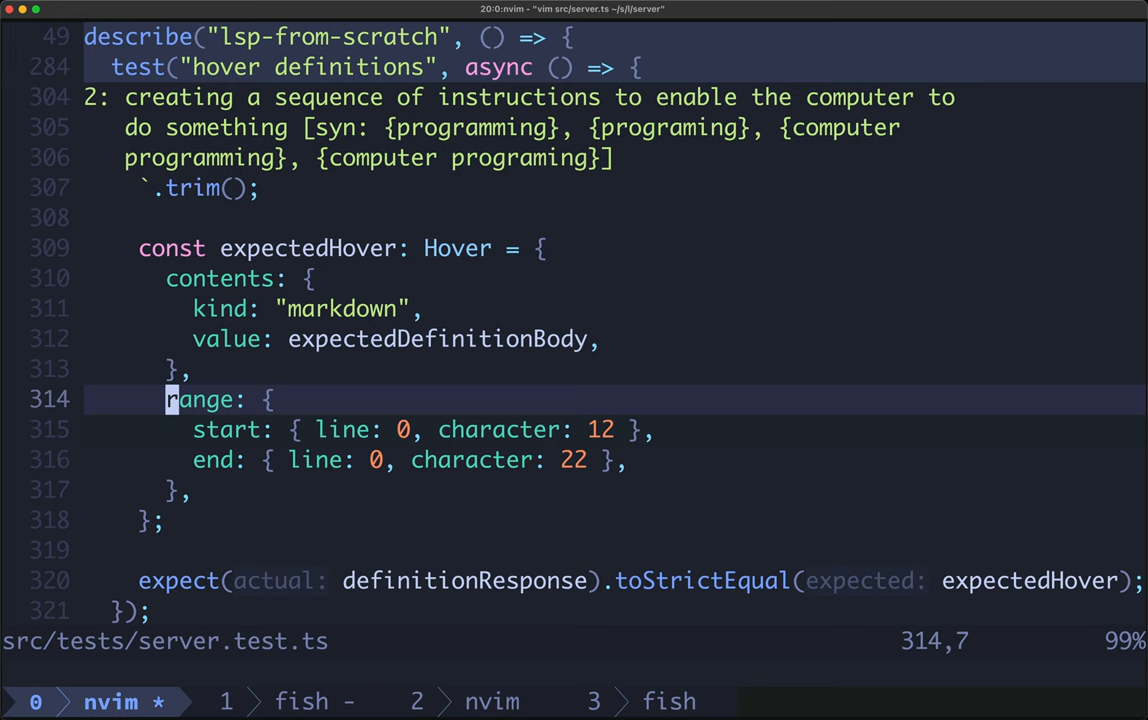 20:0:nvim - "vim src/server.ts ~/s/l/server"
49 describe("lsp-from-scratch", () => {
284 test("hover definitions", async () => {
304 2: creating a sequence of instructions to enable the computer to
305 do something [syn: {programming}, {programing}, {computer
306 programming}, {computer programing}]
307 `.trim();
308
309 const expectedHover: Hover = {
310 contents: {
311 kind: "markdown",
312 value: expectedDefinitionBody,
313 },
314 range: {
315 start: { line: 0, character: 12 },
316 end: { line: 0, character: 22 },
317 },
318 };
319
320 expect(actual: definitionResponse).toStrictEqual(expected: expectedHover);
321 });
src/tests/server.test.ts 314,7 99%
0 nvim * 1 fish - 2 nvim 3 fish